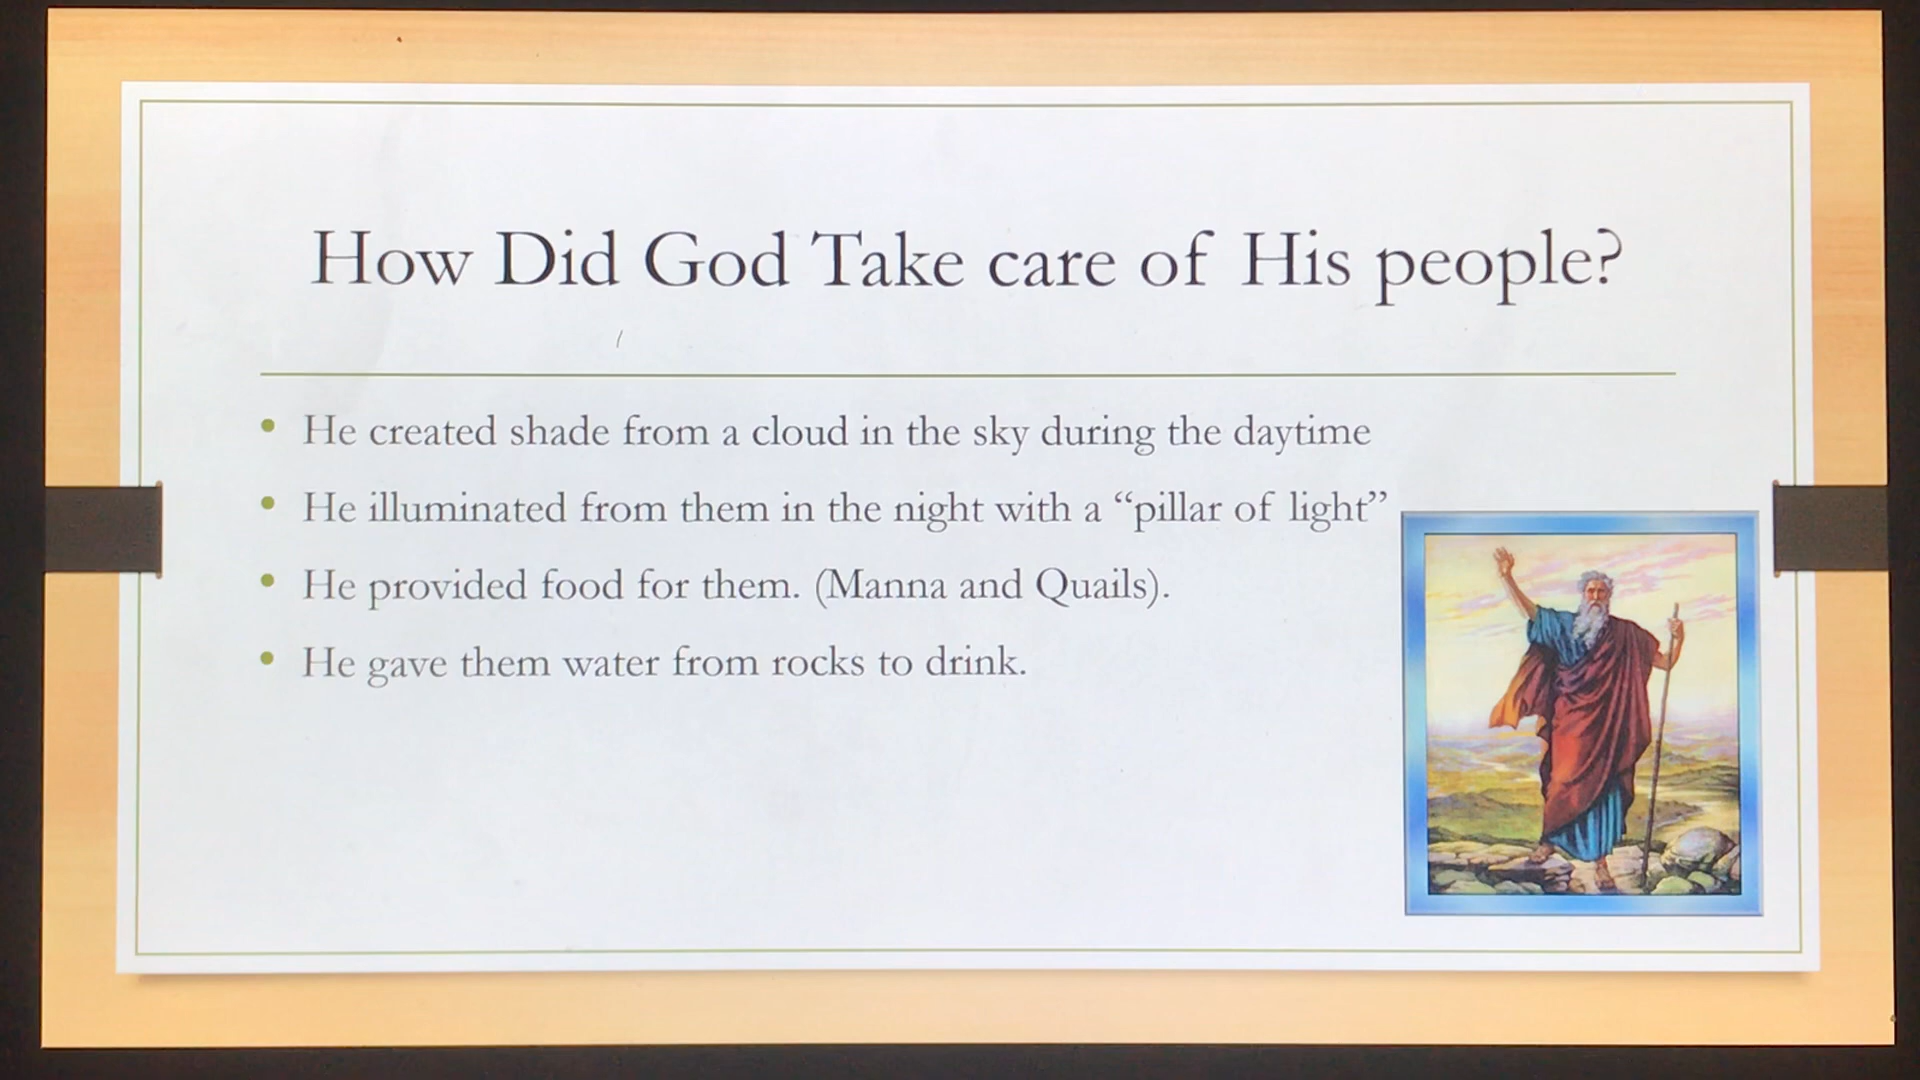 How Did God Take care of His people?
• He created shade from a cloud in the sky during the daytime
• He illuminated from them in the night with a “pillar of light”
• He provided food for them. (Manna and Quails).
• He gave them water from rocks to drink.